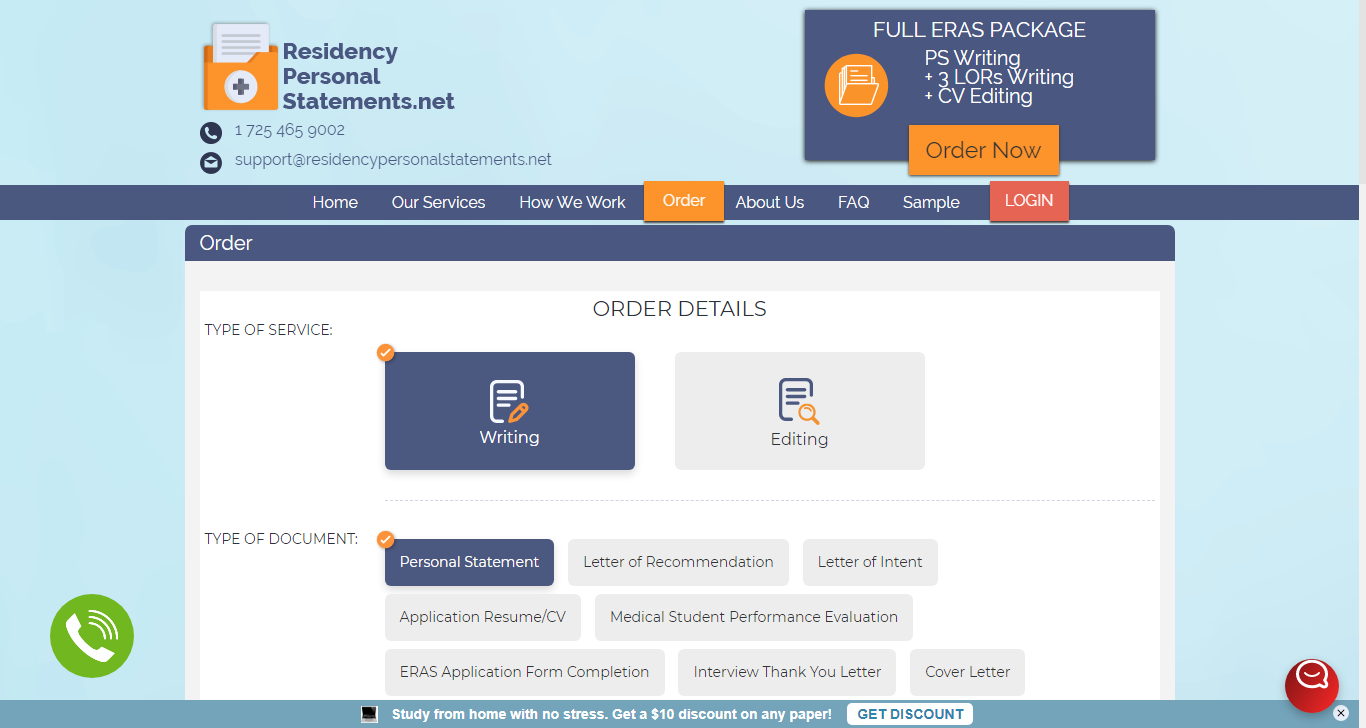 Residency
Personal
Statements.net
1 725 465 9002
support@residencypersonalstatements.net
FULL ERAS PACKAGE
PS Writing
+ 3 LORs Writing
+ CV Editing
Order Now
Home Our Services How We Work Order About Us FAQ Sample LOGIN
Order
ORDER DETAILS
TYPE OF SERVICE:
Writing Editing
TYPE OF DOCUMENT:
Personal Statement Letter of Recommendation Letter of Intent
Application Resume/CV Medical Student Performance Evaluation
ERAS Application Form Completion Interview Thank You Letter Cover Letter
Study from home with no stress. Get a $10 discount on any paper! GET DISCOUNT